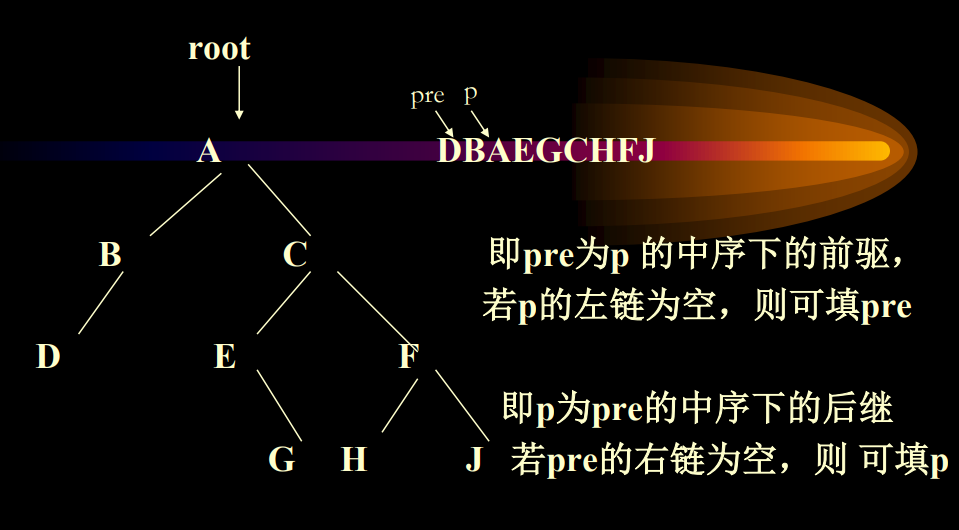 root
pre p
A
DBAEGCHFJ
B
C
即pre为p 的中序下的前驱，
若p的左链为空，则可填pre
D
E
F
即p为pre的中序下的后继
G
H
J
若pre的右链为空，则 可填p